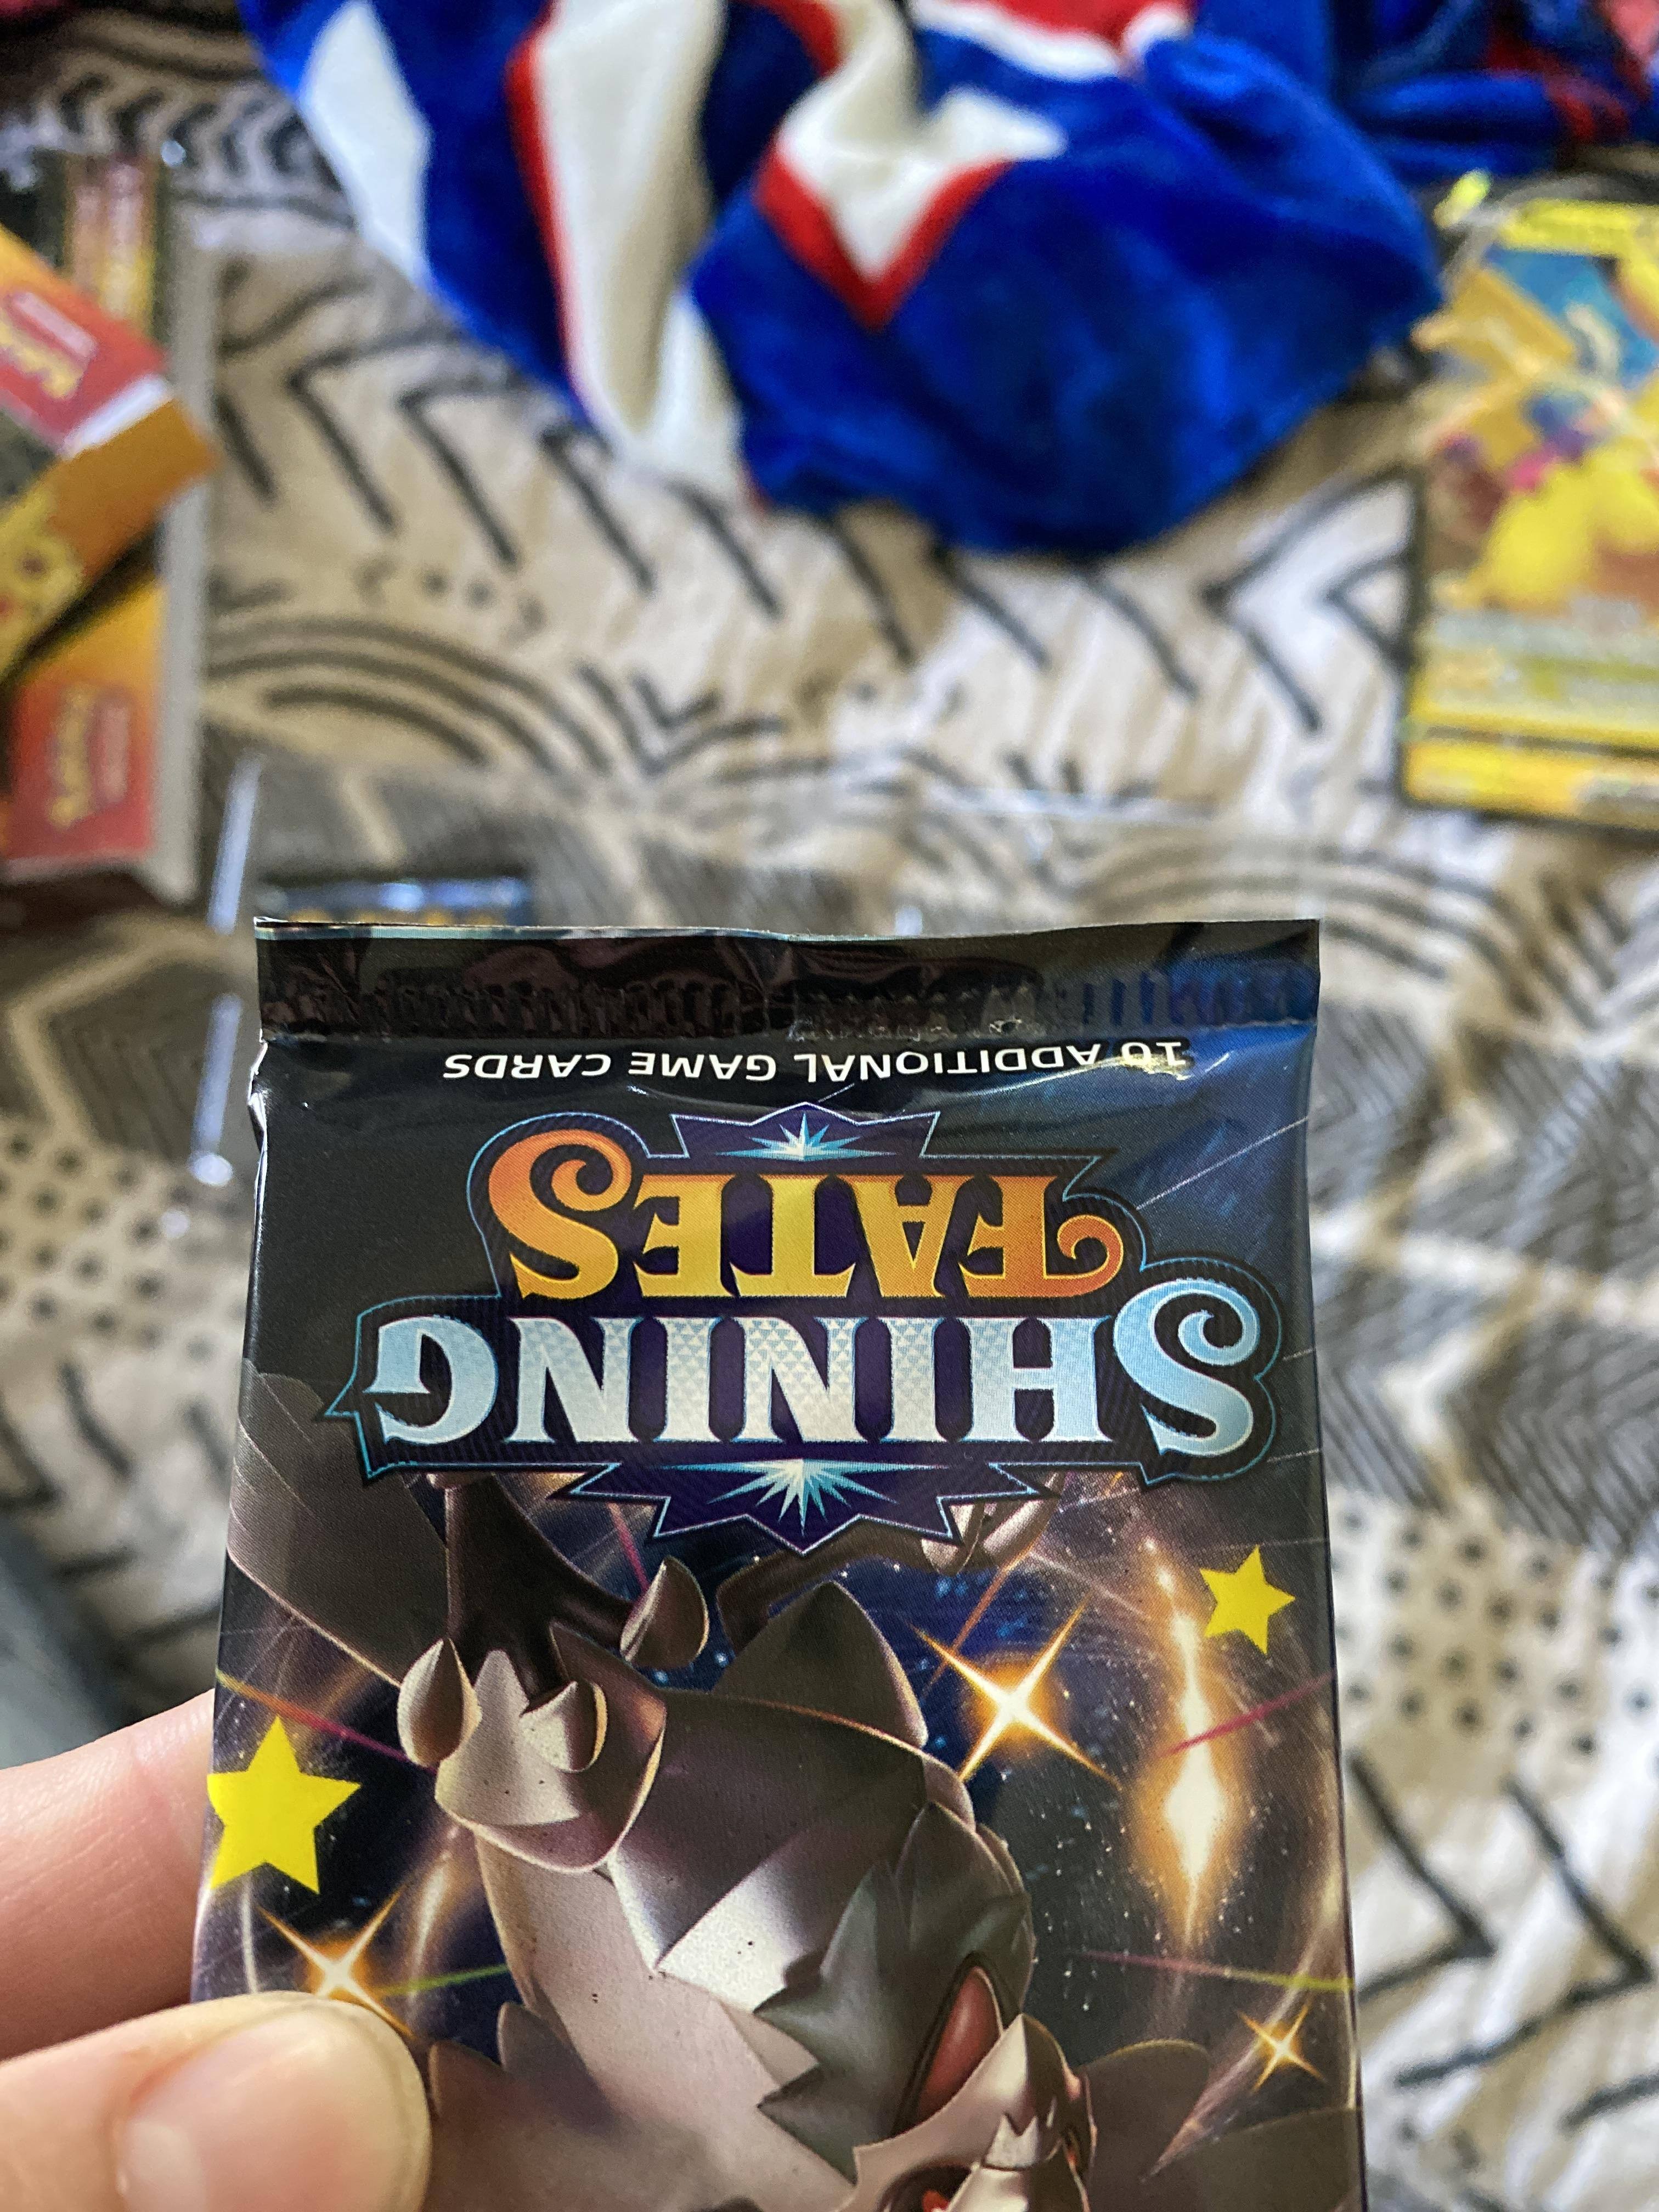 SHINING
FATES
10 ADDITIONAL GAME CARDS